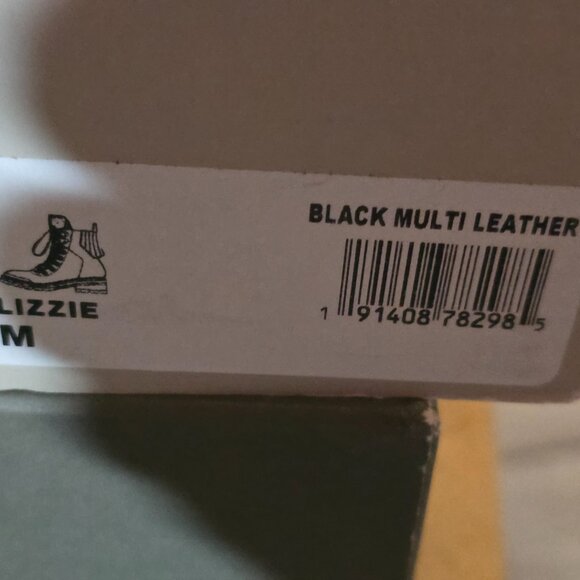 BLACK MULTI LEATHER
LIZZIE
M
1 91408 78298 5